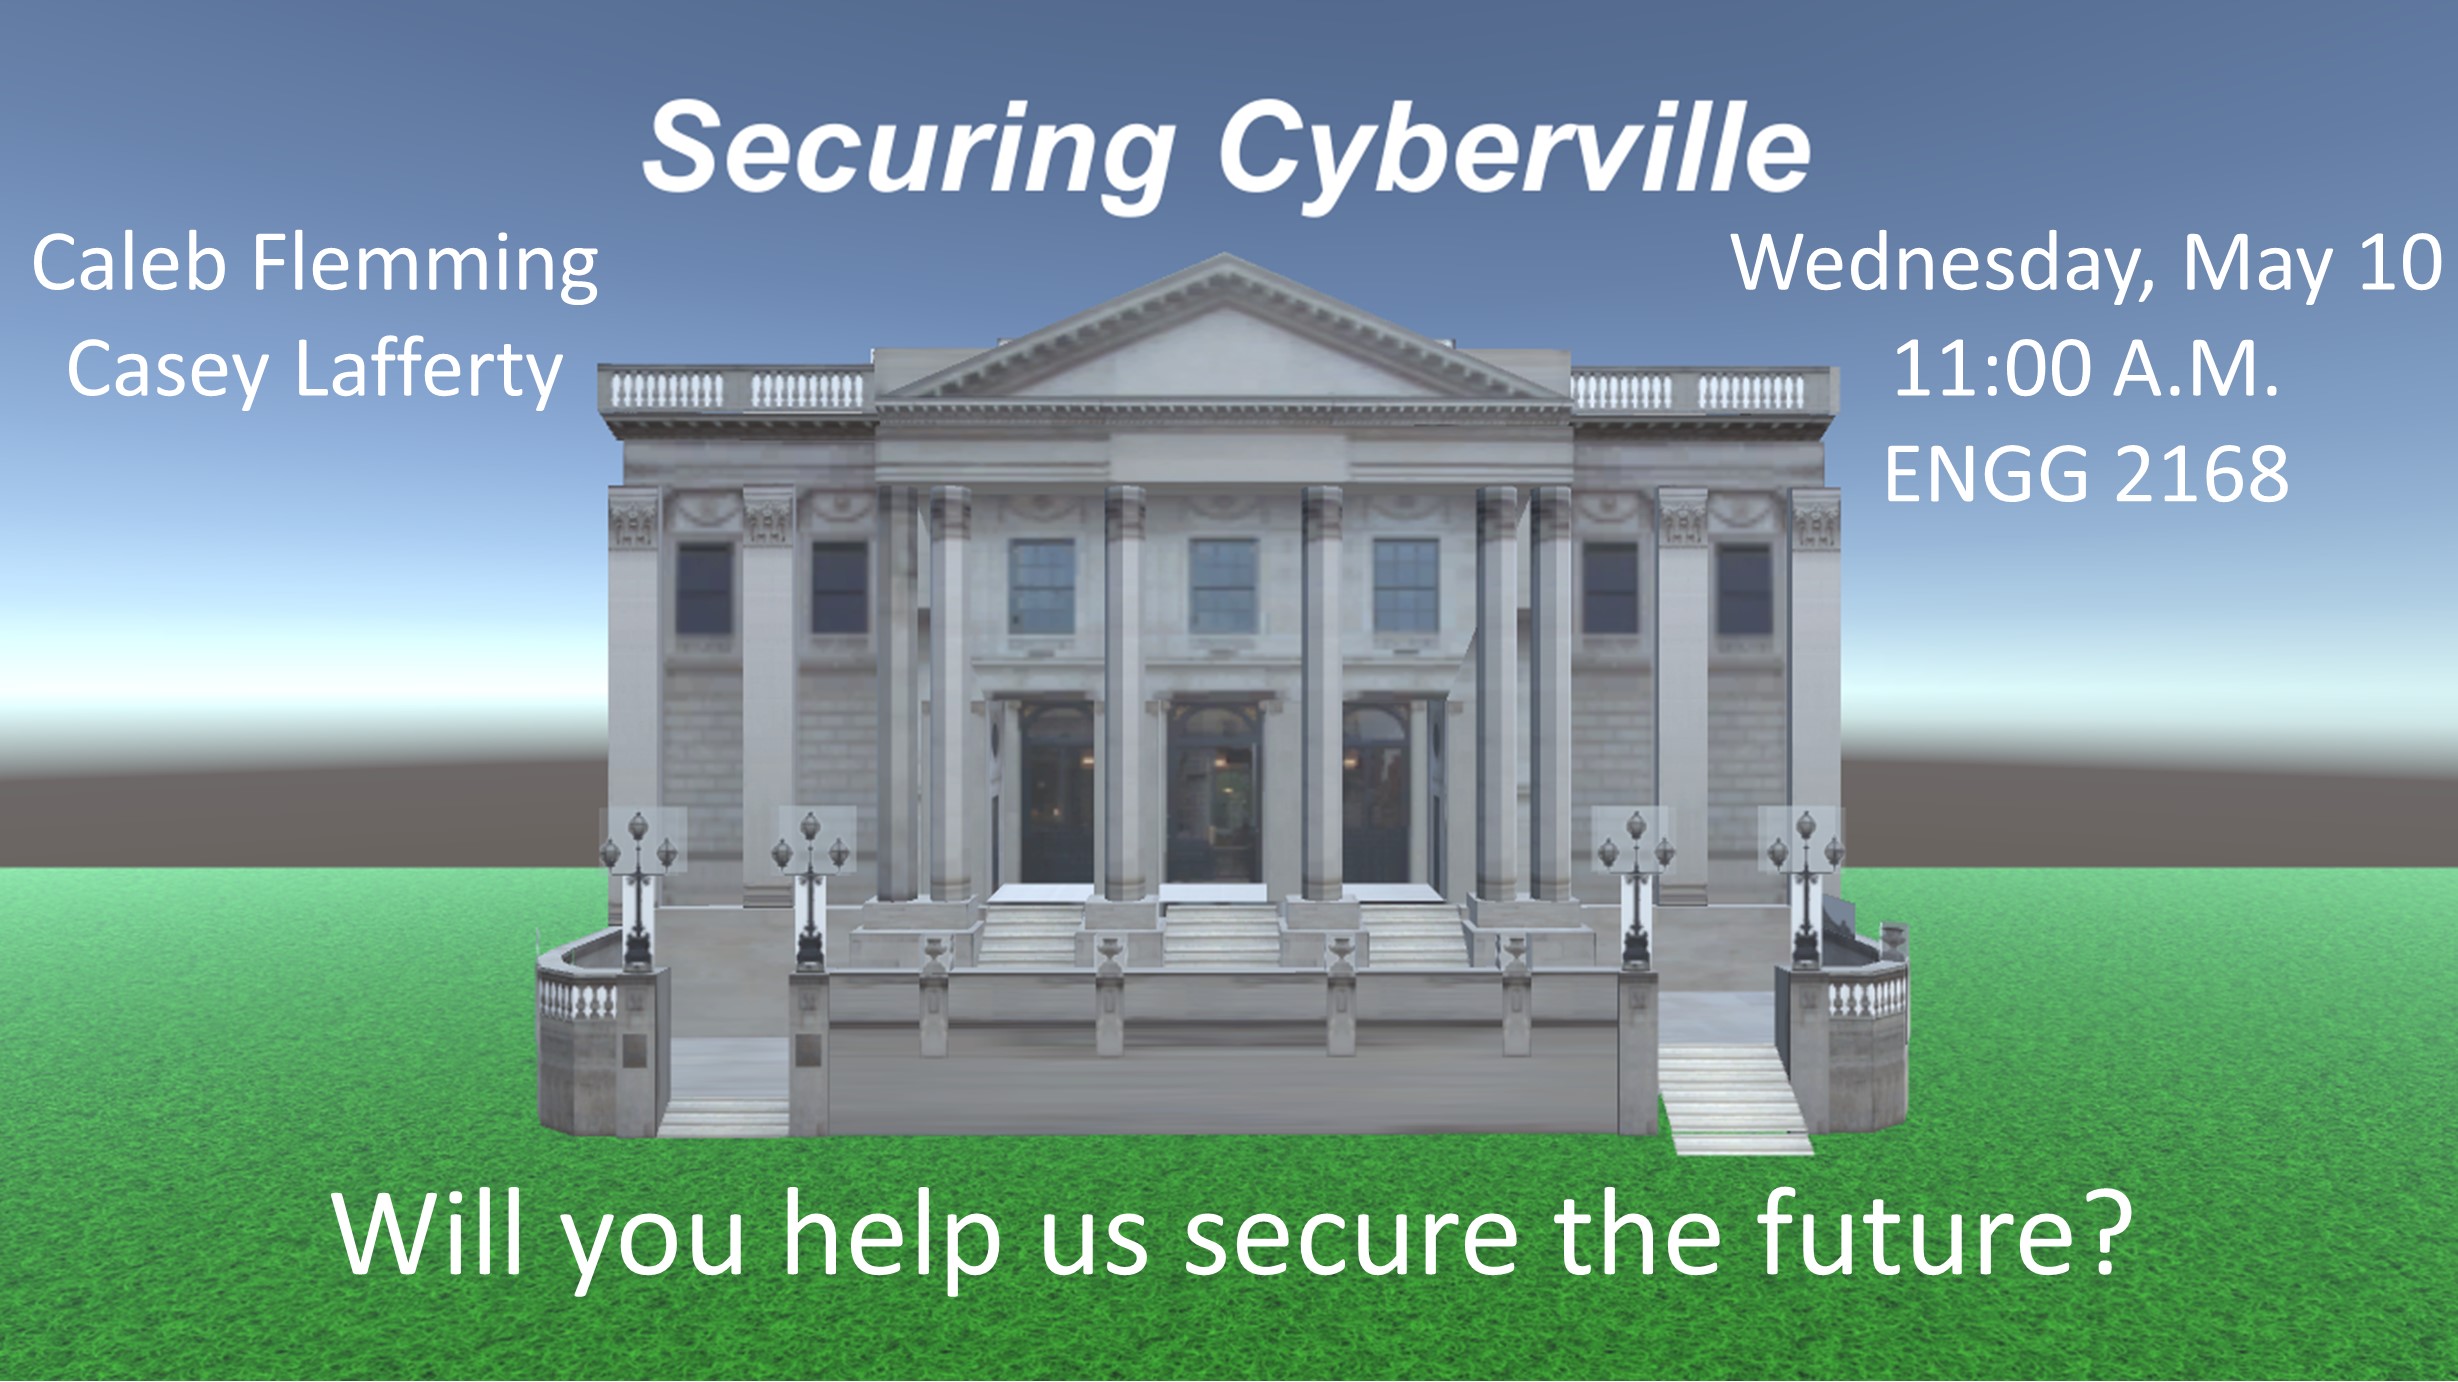 Securing Cyberville
Caleb Flemming
Casey Lafferty
Wednesday, May 10
11:00 A.M.
ENGG 2168
Will you help us secure the future?